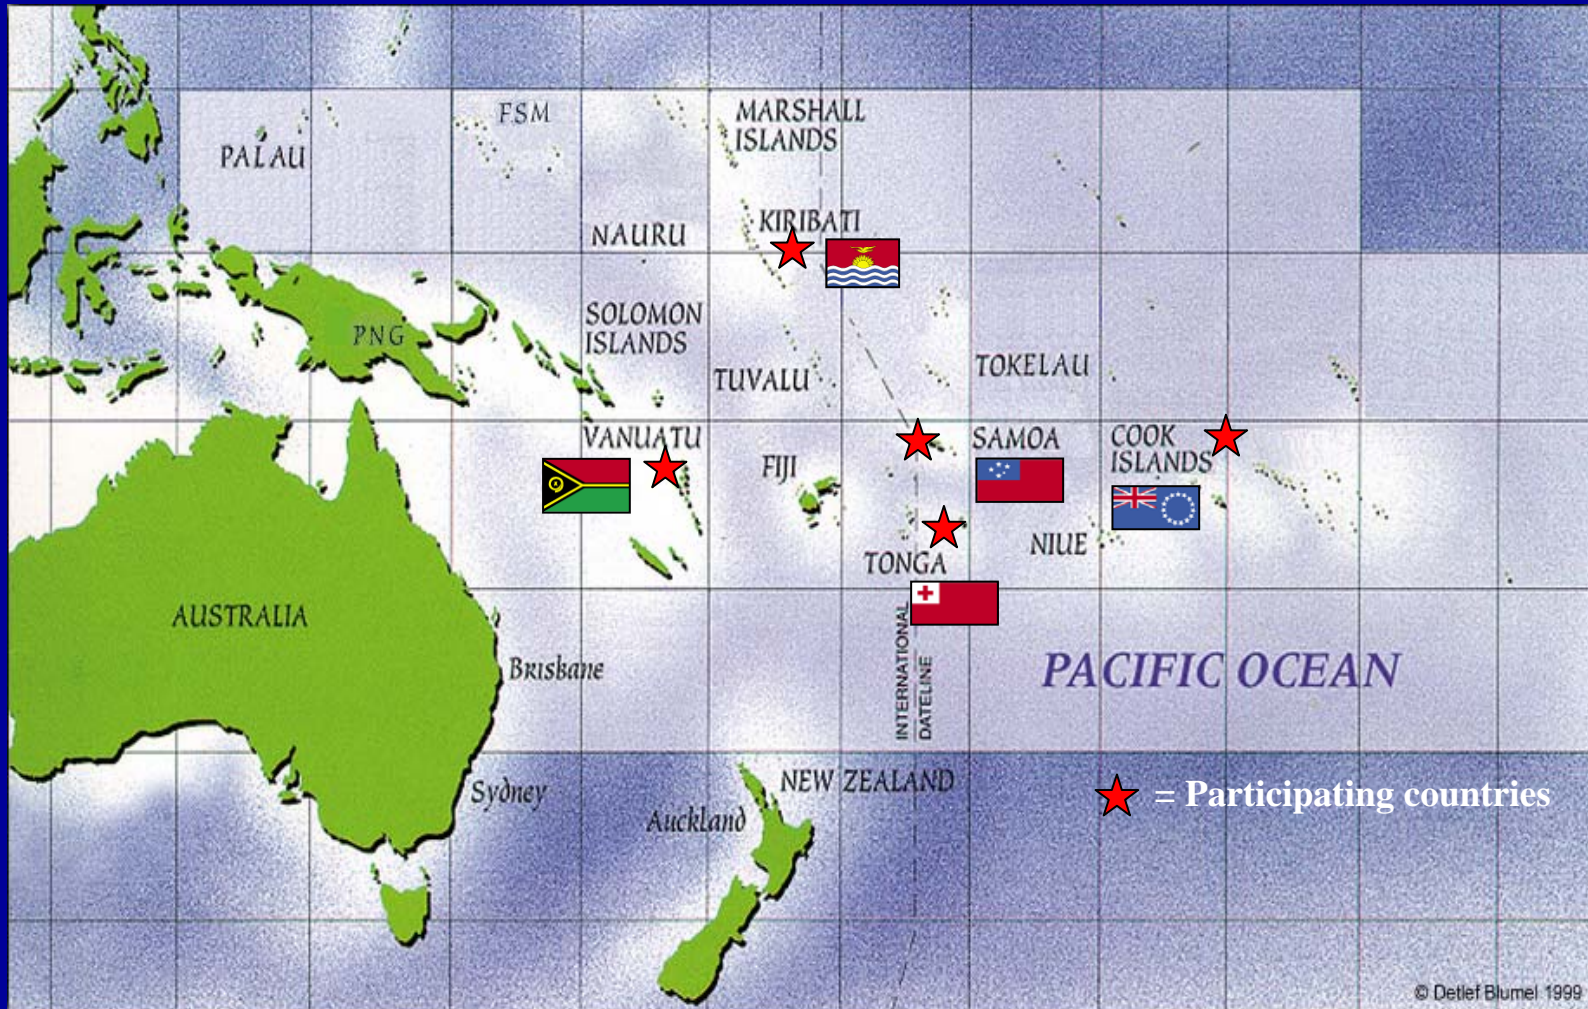 FSM
MARSHALL
ISLANDS
PALAU
KIRIBATI
NAURU
SOLOMON
ISLANDS
PNG
TUVALU
TOKELAU
VANUATU
FIJI
SAMOA
COOK
ISLANDS
NIUE
TONGA
AUSTRALIA
INTERNATIONAL
DATELINE
Brisbane
PACIFIC OCEAN
Sydney
NEW ZEALAND
Auckland
= Participating countries
© Detlef Blumel 1999